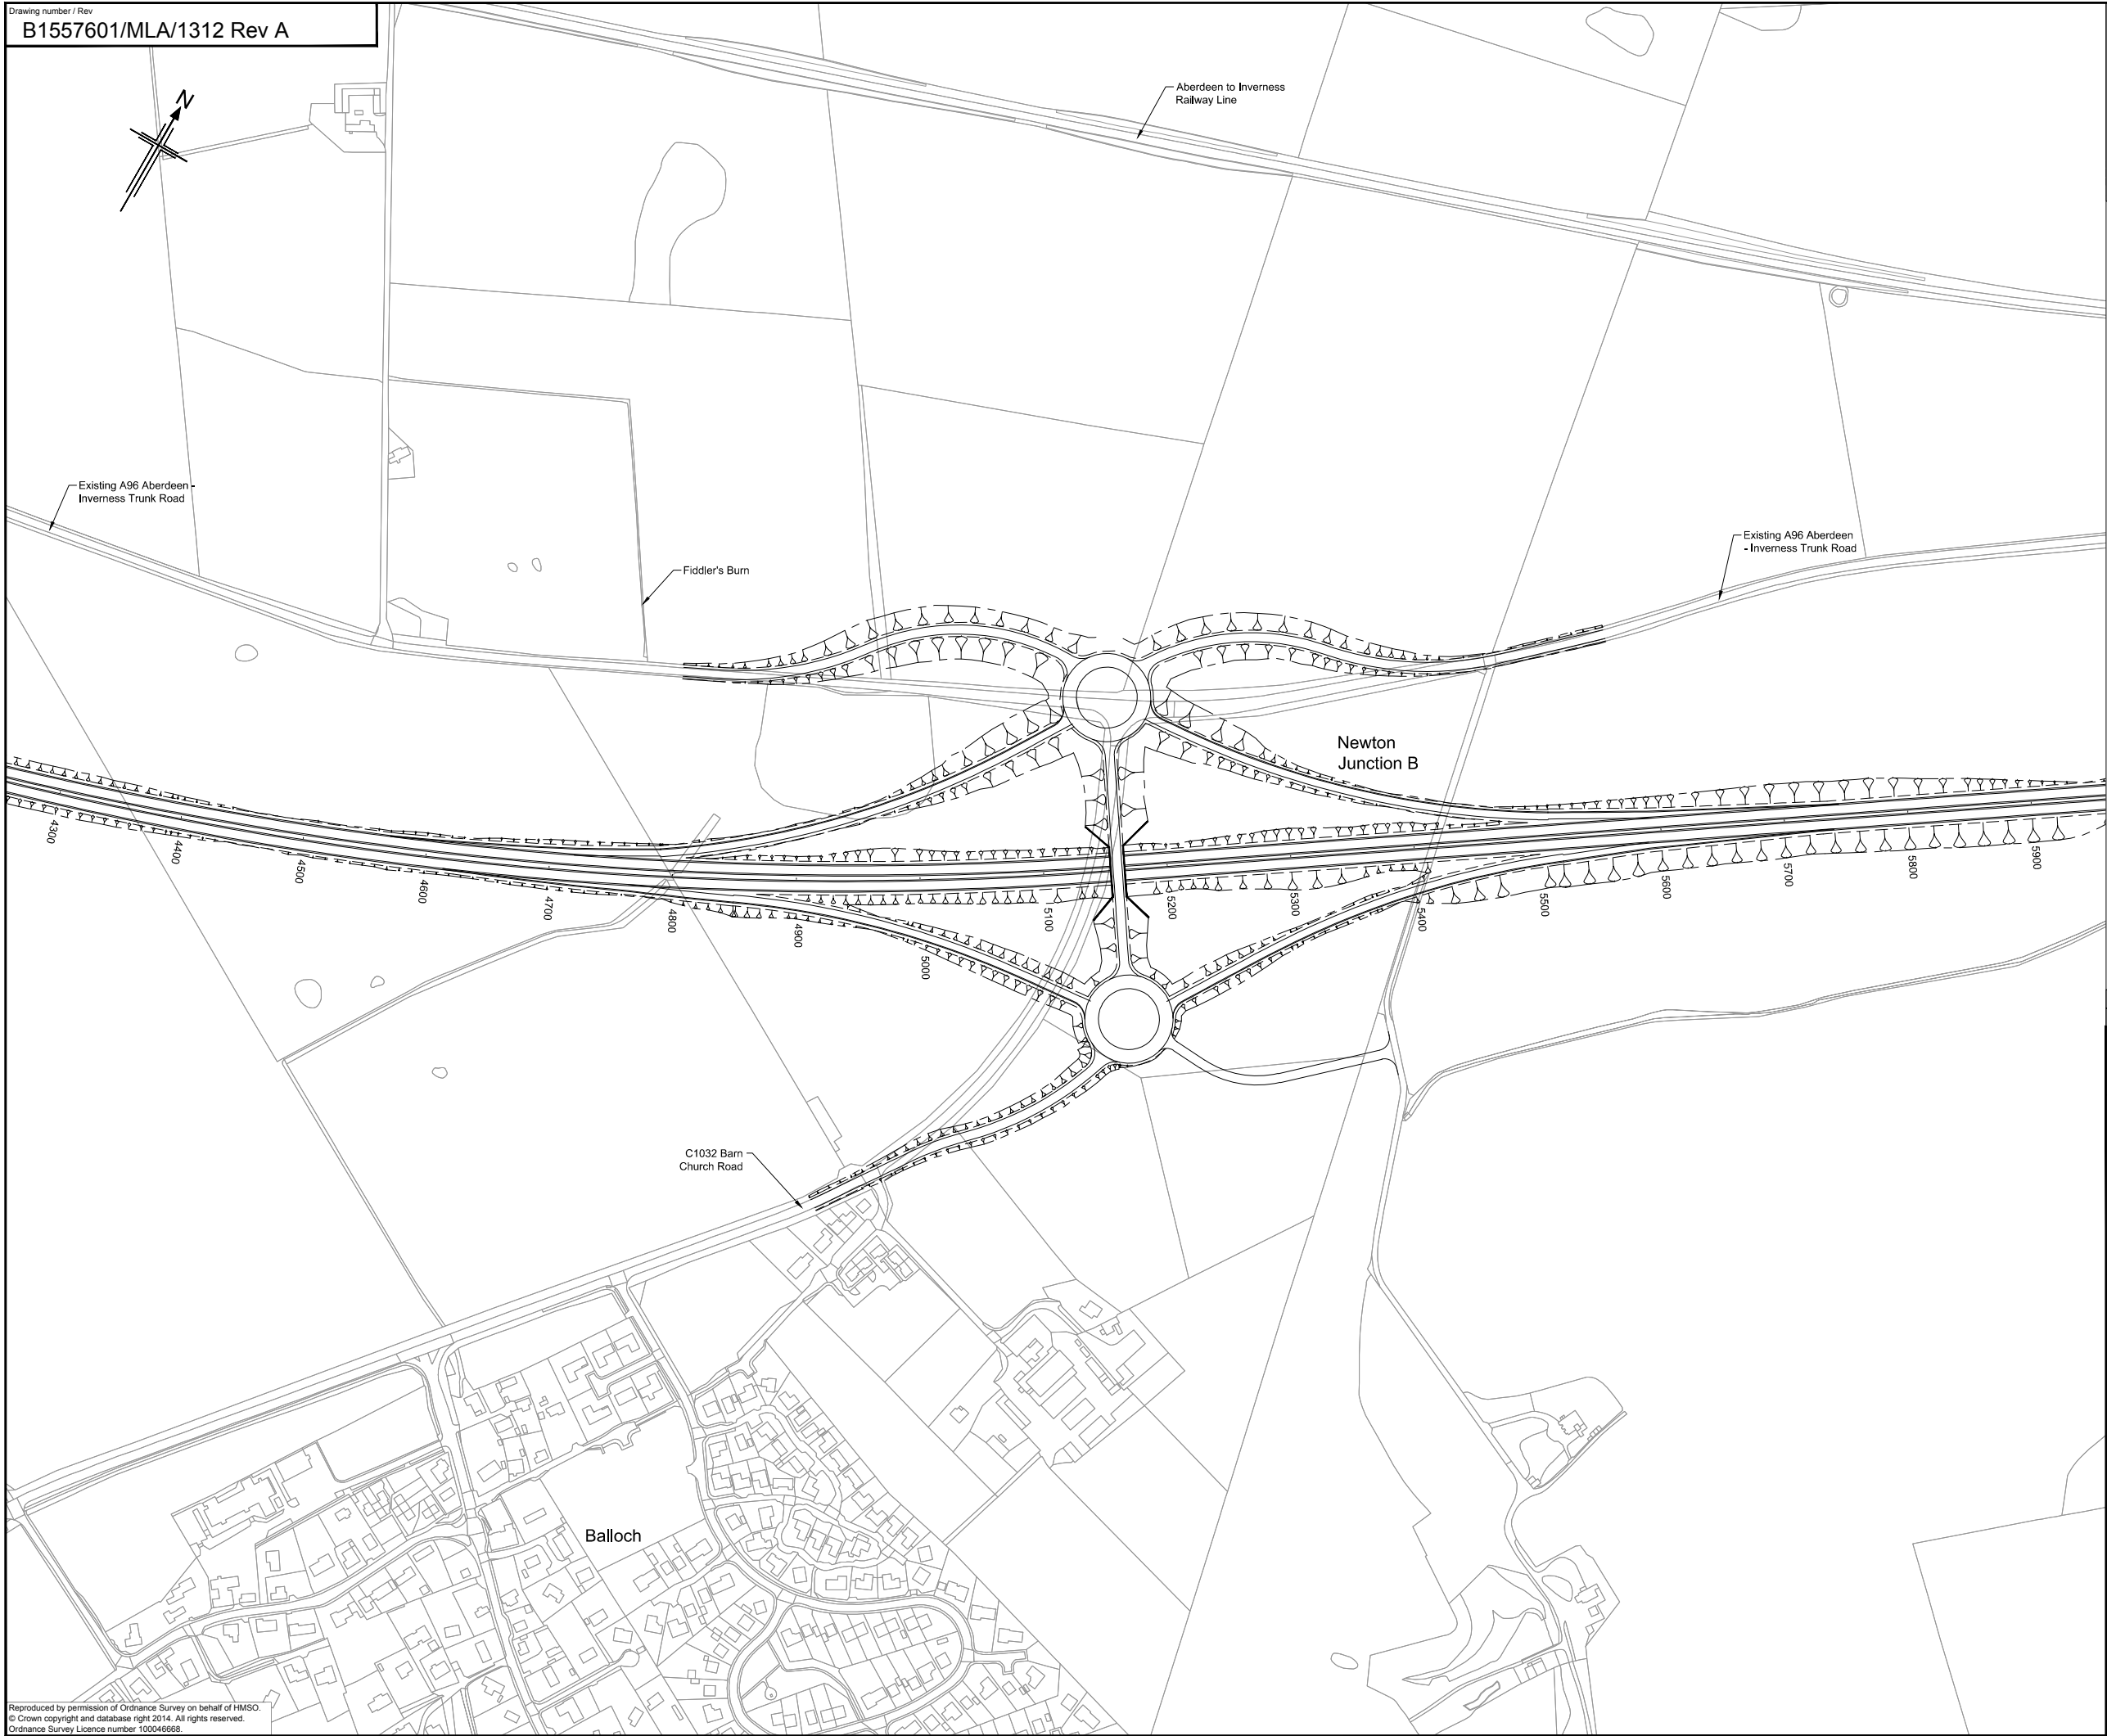 Drawing number / Rev
B1557601/MLA/1312 Rev A
N
Aberdeen to Inverness
Railway Line
Existing A96 Aberdeen -
Inverness Trunk Road
Existing A96 Aberdeen
- Inverness Trunk Road
Fiddler's Burn
Newton
Junction B
4300
4400
4500
4600
4700
4800
4900
5000
5100
5200
5300
5400
5500
5600
5700
5800
5900
C1032 Barn
Church Road
Balloch
Reproduced by permission of Ordnance Survey on behalf of HMSO.
© Crown copyright and database right 2014. All rights reserved.
Ordnance Survey Licence number 100046668.